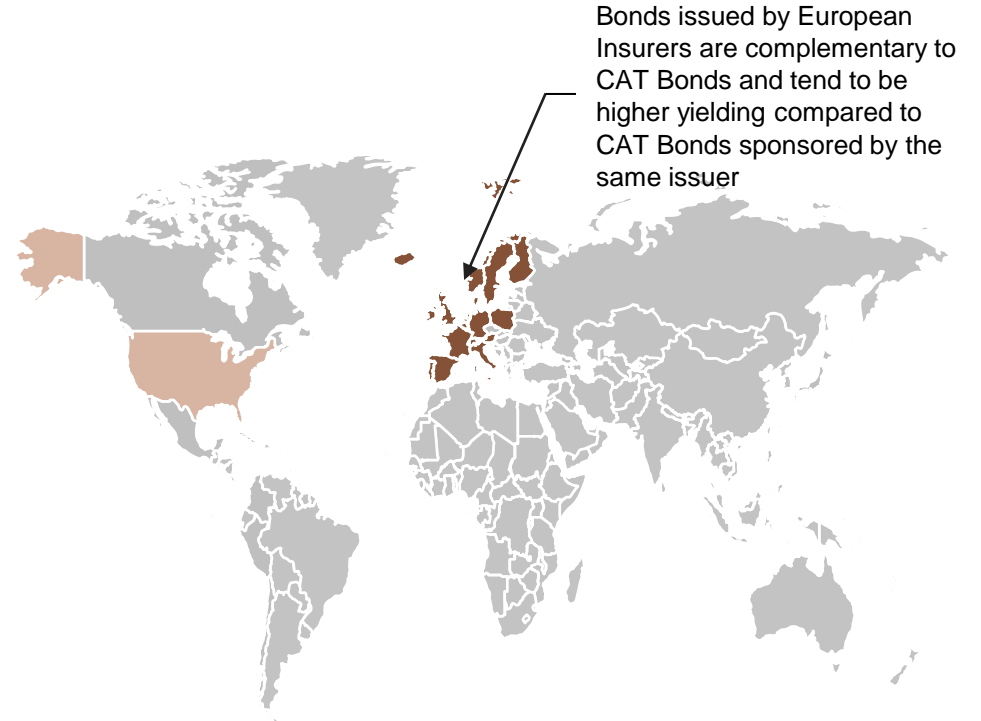 Bonds issued by European
Insurers are complementary to
CAT Bonds and tend to be
higher yielding compared to
CAT Bonds sponsored by the
same issuer